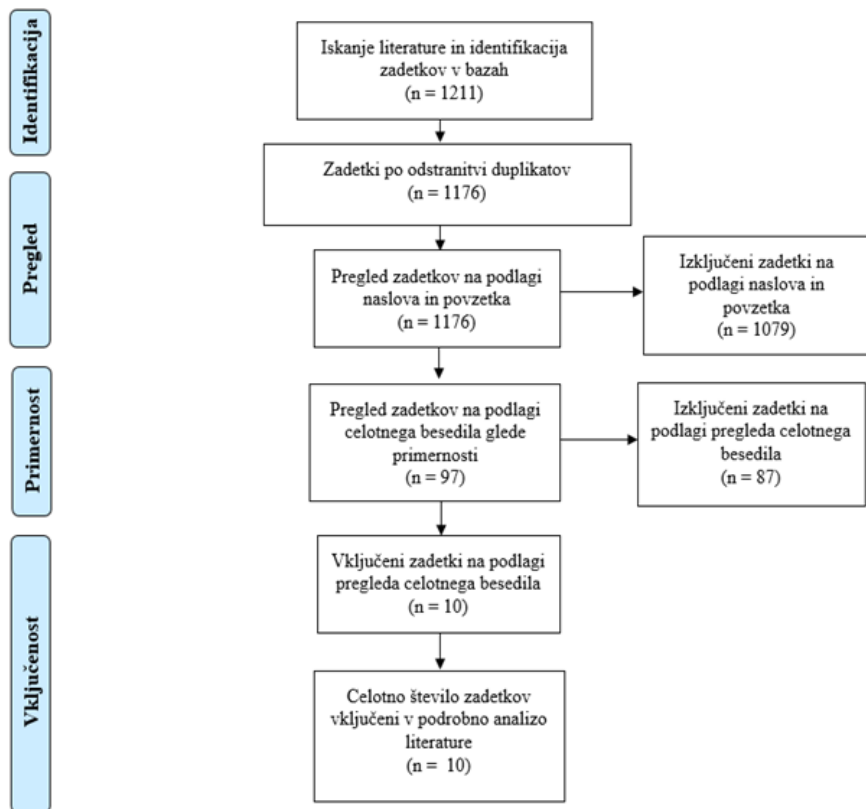 Identifikacija
Iskanje literature in identifikacija
zadetkov v bazah
(n = 1211)
Zadetki po odstranitvi duplikatov
(n = 1176)
Pregled
Pregled zadetkov na podlagi
naslova in povzetka
(n = 1176)
Izključeni zadetki na
podlagi naslova in
povzetka
(n = 1079)
Primernost
Pregled zadetkov na podlagi
celotnega besedila glede
primernosti
(n = 97)
Izključeni zadetki na
podlagi pregleda celotnega
besedila
(n = 87)
Vključenost
Vključeni zadetki na podlagi
pregleda celotnega besedila
(n = 10)
Celotno število zadetkov
vključeni v podrobno analizo
literature
(n = 10)